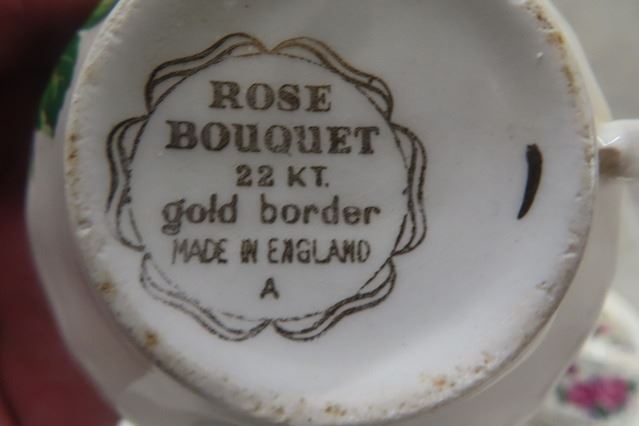 ROSE
BOUQUET
22 KT.
gold border
MADE IN ENGLAND
A